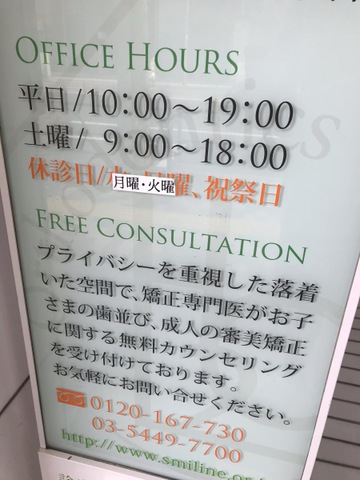 OFFICE HOURS
平日/10:00〜19:00
土曜/ 9:00〜18:00
休診日/月曜・火曜、祝祭日
FREE CONSULTATION
プライバシーを重視した落着
いた空間で、矯正専門医がお子
さまの歯並び、成人の審美矯正
に関する無料カウンセリング
を受け付けております。
お気軽にお問い合せください。
0120-167-730
03-5449-7700
http://www.smiline.or